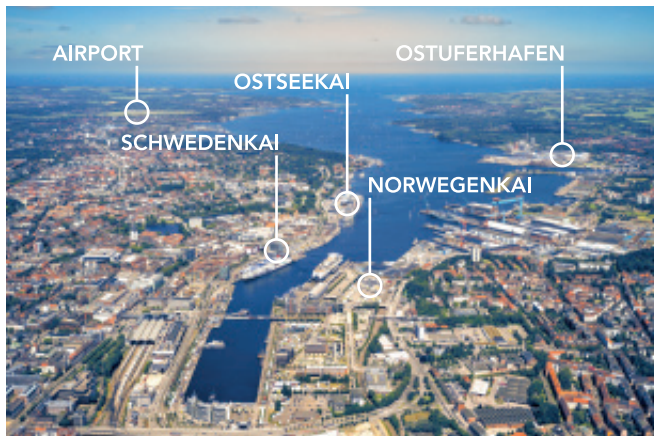 AIRPORT
OSTUFERHAFEN
OSTSEEKAI
SCHWEDENKAI
NORWEGENKAI